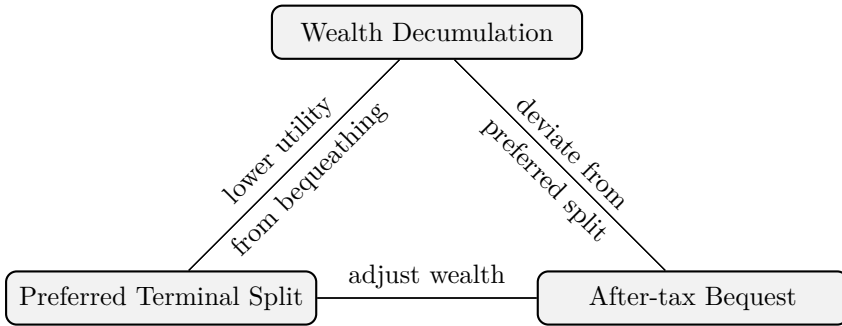 Wealth Decumulation
lower utility
from bequeathing
deviate from
preferred split
Preferred Terminal Split
adjust wealth
After-tax Bequest